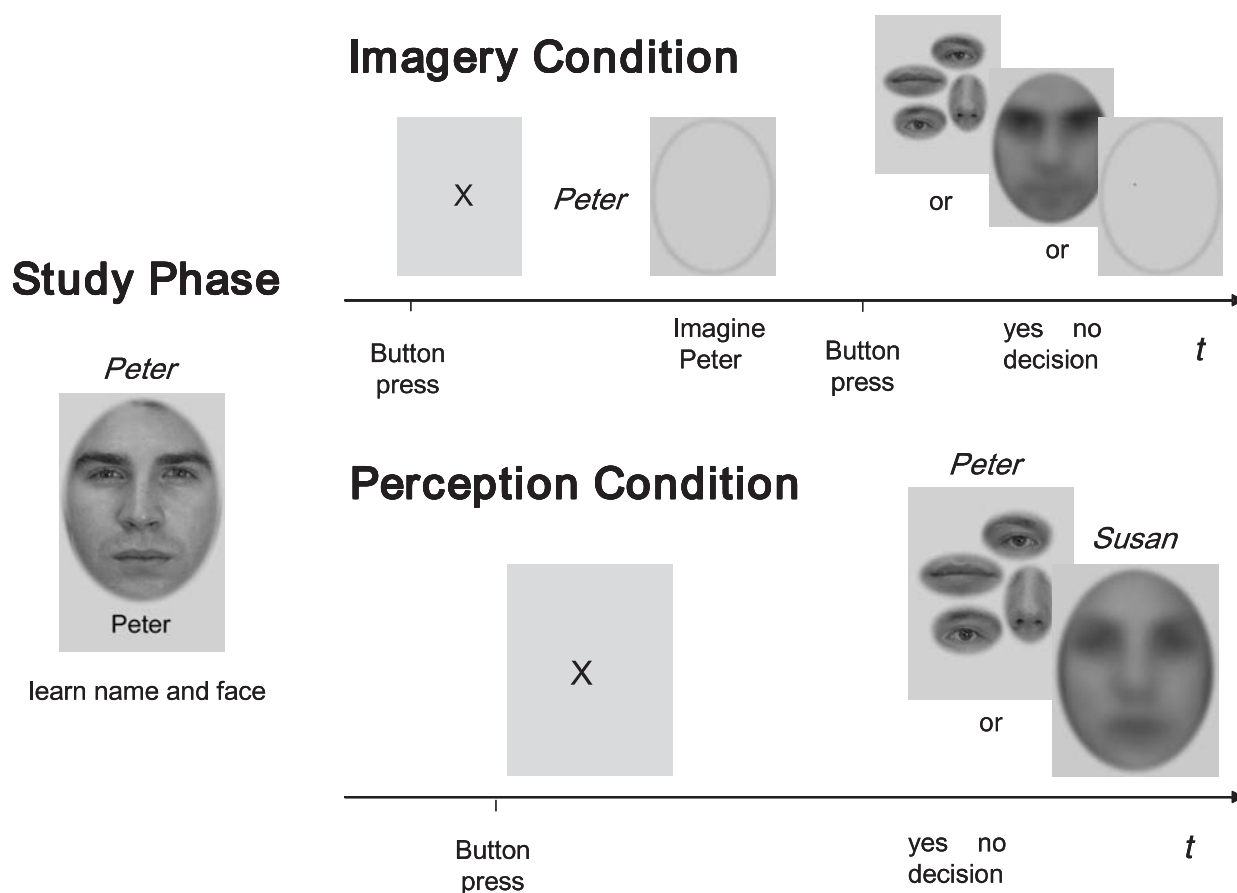 Imagery Condition
X
Peter
or
or
Button
press
Imagine
Peter
Button
press
yes no
decision
t
Study Phase
Peter
Peter
learn name and face
Perception Condition
X
Peter
Susan
or
Button
press
yes no
decision
t